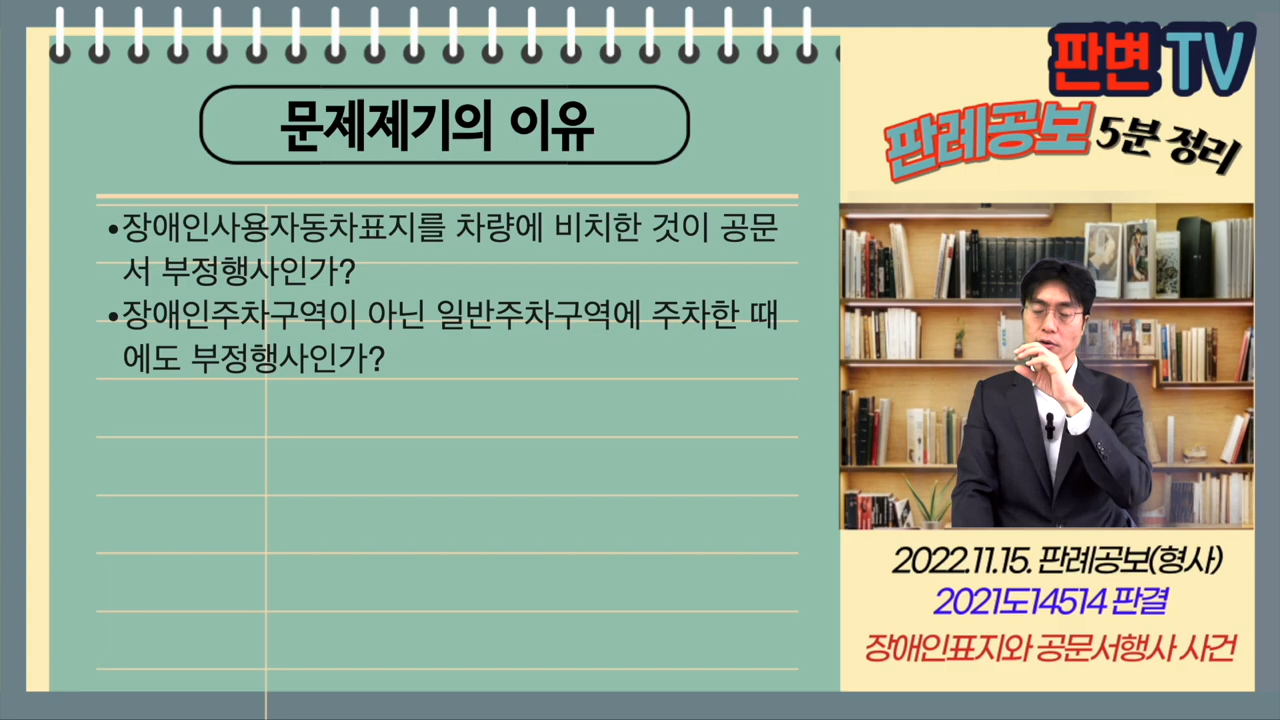 문제제기의 이유
•장애인사용자동차표지를 차량에 비치한 것이 공문
서 부정행사인가?
•장애인주차구역이 아닌 일반주차구역에 주차한 때
에도 부정행사인가?
판변 TV
판례공보 5분 정리
2022.11.15. 판례공보(형사)
2021도14514 판결
장애인표지와 공문서행사 사건